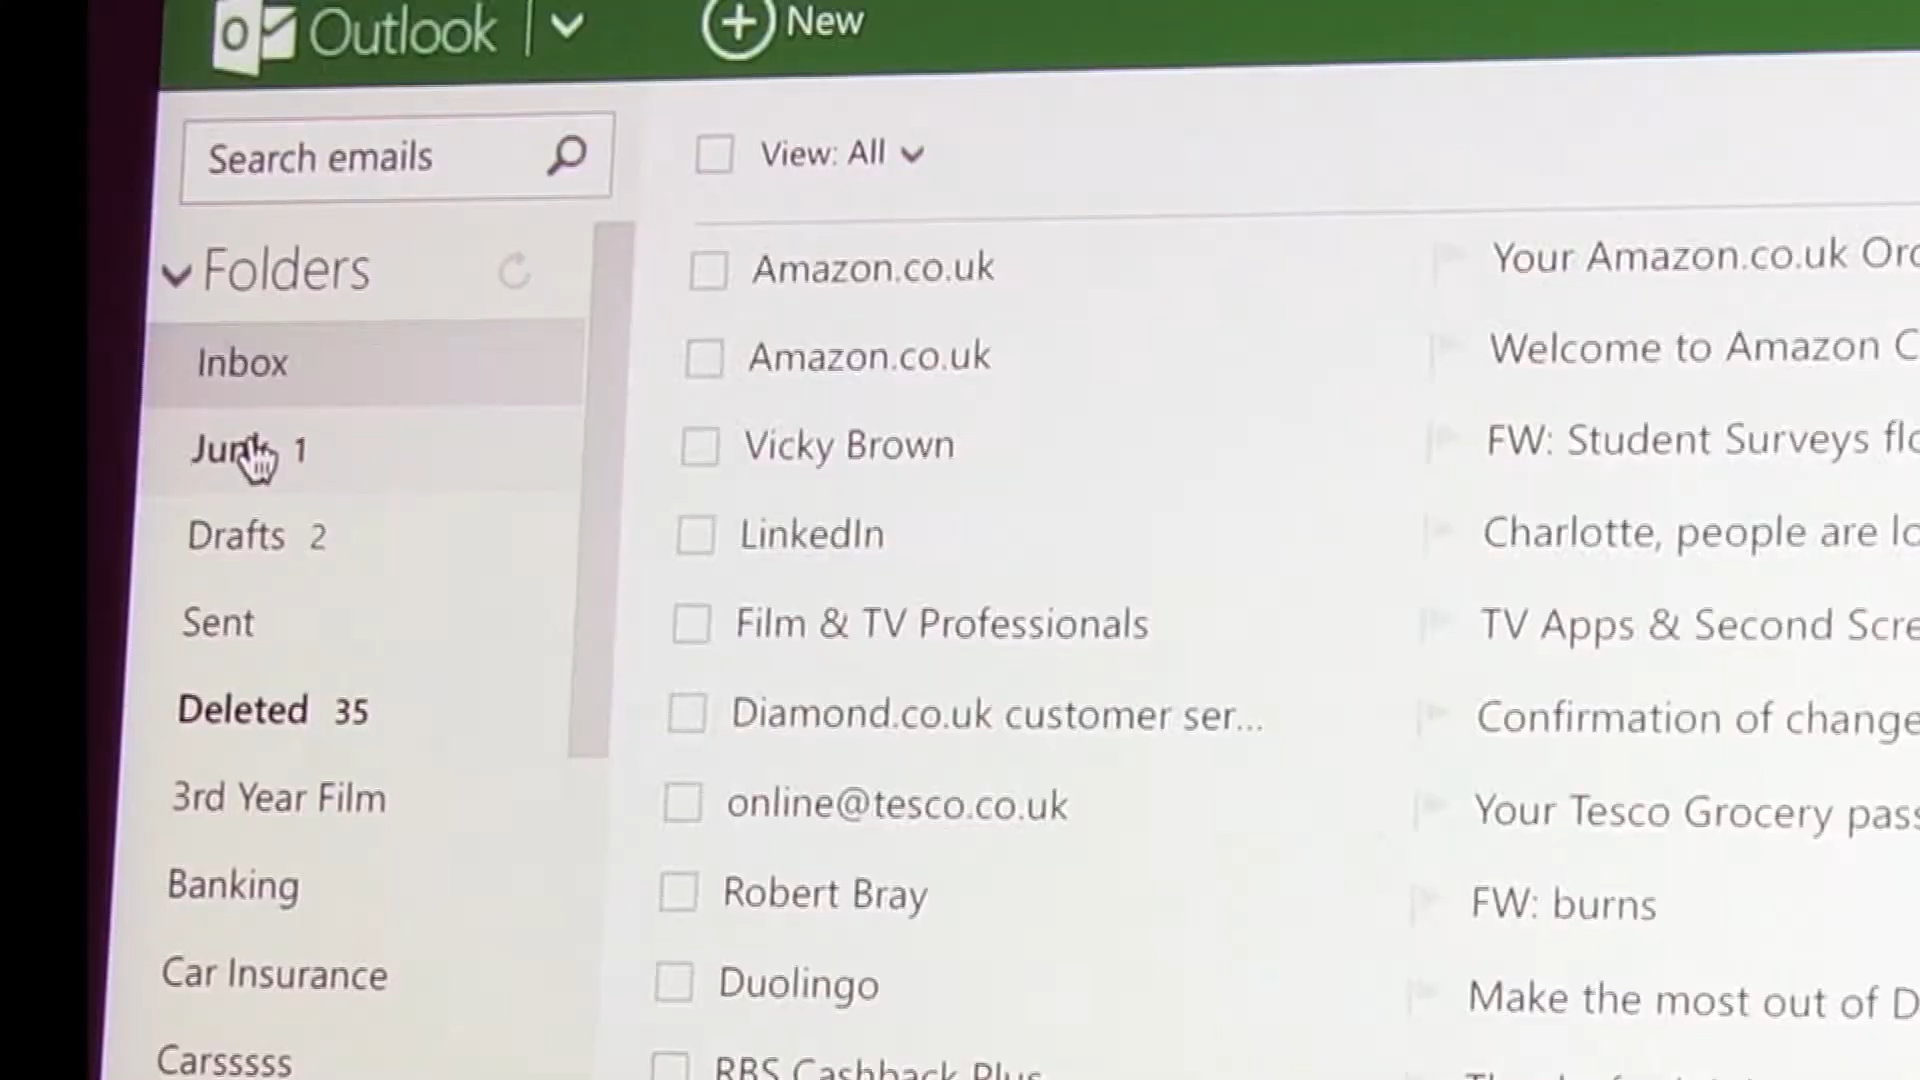 Outlook
New
Search emails
View: All
Folders
Inbox
1
Drafts 2
Sent
Deleted 35
3rd Year Film
Banking
Car Insurance
Carsssss
Amazon.co.uk Your Amazon.co.uk
Amazon.co.uk Welcome to Amazon
Vicky Brown FW: Student Surveys
LinkedIn Charlotte, people are
Film & TV Professionals TV Apps & Second
Diamond.co.uk customer ser... Confirmation of change
online@tesco.co.uk Your Tesco Grocery
Robert Bray FW: burns
Duolingo Make the most out of D
RBS Cashback Plus